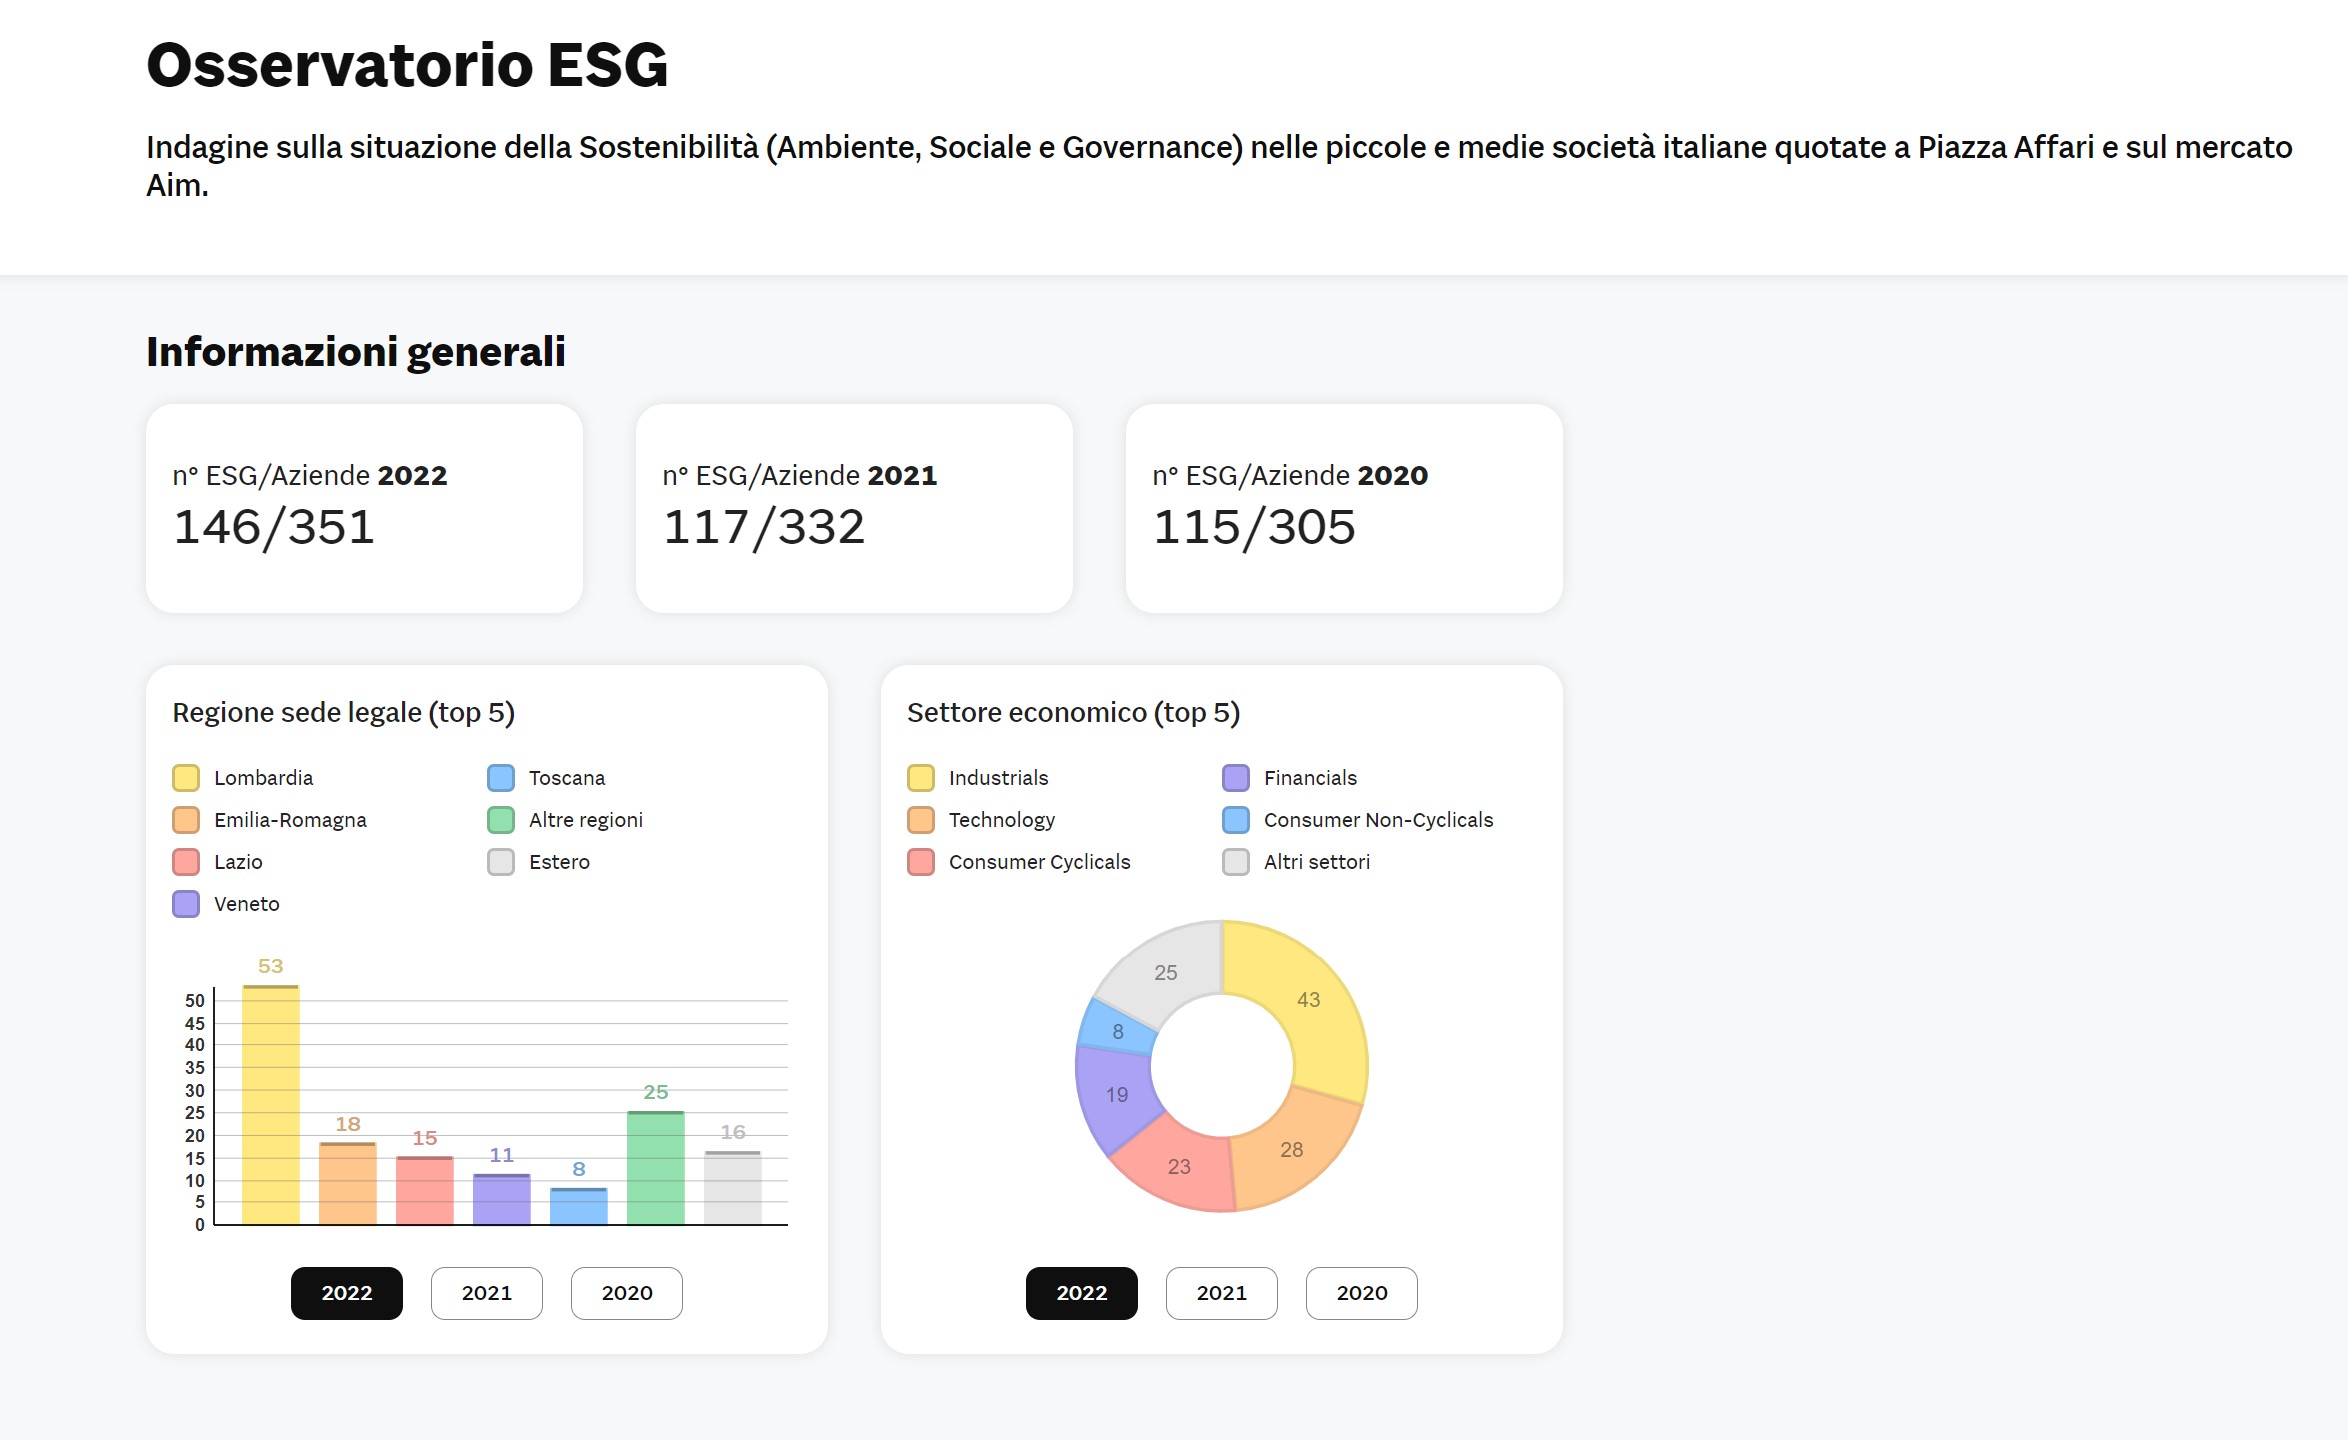 Osservatorio ESG
Indagine sulla situazione della Sostenibilità (Ambiente, Sociale e Governance) nelle piccole e medie società italiane quotate a Piazza Affari e sul mercato
Aim.
Informazioni generali
n° ESG/Aziende 2022
146/351
n° ESG/Aziende 2021
117/332
n° ESG/Aziende 2020
115/305
Regione sede legale (top 5)
Lombardia
Emilia-Romagna
Lazio
Veneto
Toscana
Altre regioni
Estero
53
18
15
11
8
25
16
50
45
40
35
30
25
20
15
10
5
0
2022 2021 2020
Settore economico (top 5)
Industrials
Technology
Consumer Cyclicals
Financials
Consumer Non-Cyclicals
Altri settori
43
28
23
19
8
25
2022 2021 2020